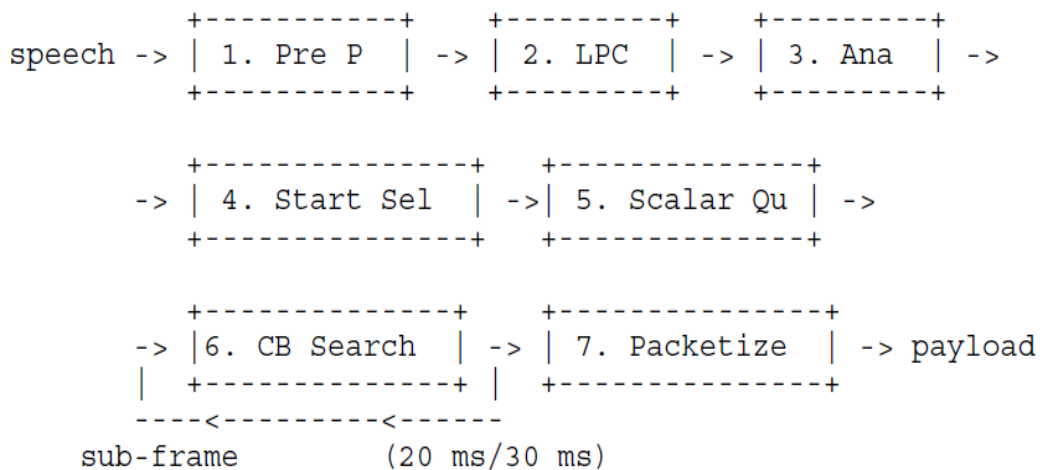 +-----------+ +---------+ +---------+
speech -> | 1. Pre P | -> | 2. LPC | -> | 3. Ana | ->
+-----------+ +---------+ +---------+
+---------------+ +--------------+
-> | 4. Start Sel | ->| 5. Scalar Qu | ->
+---------------+ +--------------+
+--------------+ +---------------+
-> |6. CB Search | -> | 7. Packetize | -> payload
| +--------------+ | +---------------+
----<---------<------
sub-frame (20 ms/30 ms)